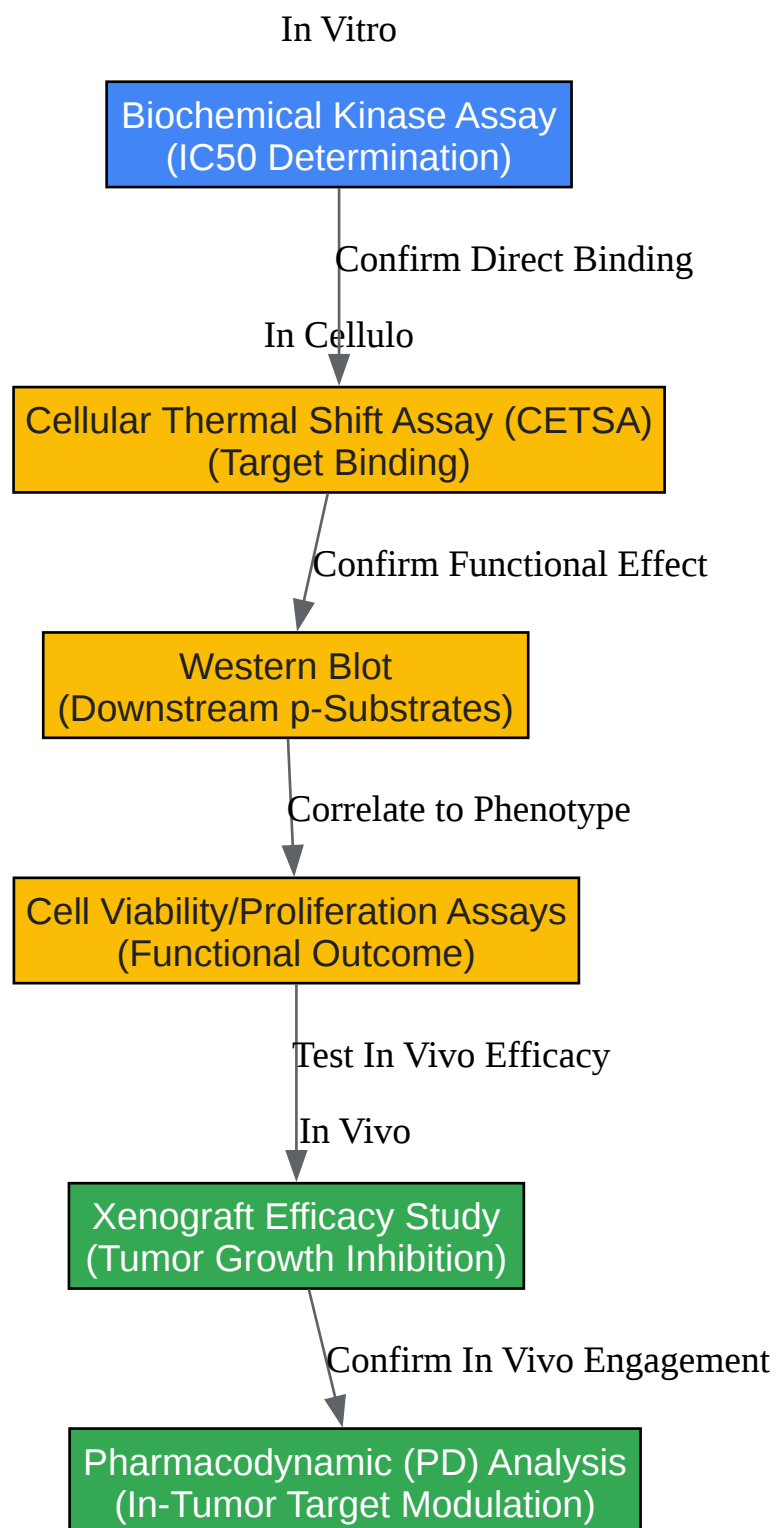 In Vitro
Biochemical Kinase Assay
(IC50 Determination)
Confirm Direct Binding
In Cellulo
Cellular Thermal Shift Assay (CETSA)
(Target Binding)
Confirm Functional Effect
Western Blot
(Downstream p-Substrates)
Correlate to Phenotype
Cell Viability/Proliferation Assays
(Functional Outcome)
Test In Vivo Efficacy
In Vivo
Xenograft Efficacy Study
(Tumor Growth Inhibition)
Confirm In Vivo Engagement
Pharmacodynamic (PD) Analysis
(In-Tumor Target Modulation)